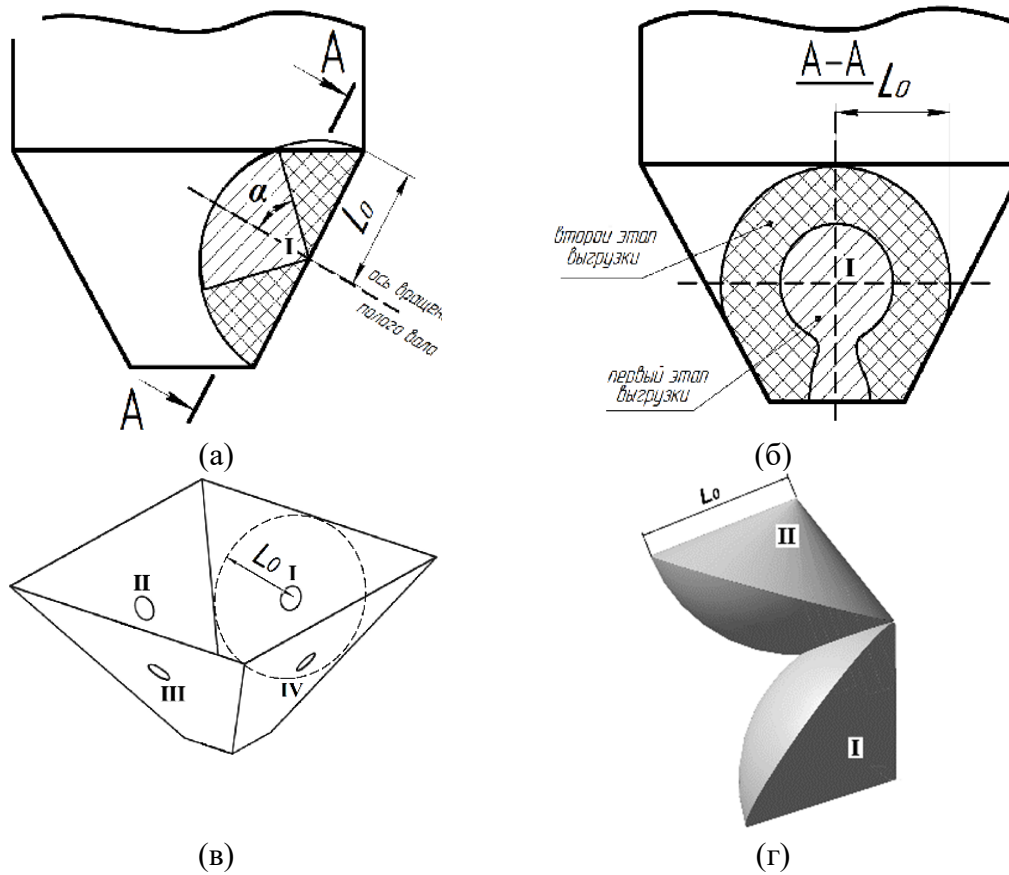 A
α
I
L₀
ось вращен
полого вала
A
(а)
A–A
L₀
второй этап
выгрузки
I
первый этап
выгрузки
(б)
L₀
I
II
III
IV
(в)
L₀
II
I
(г)